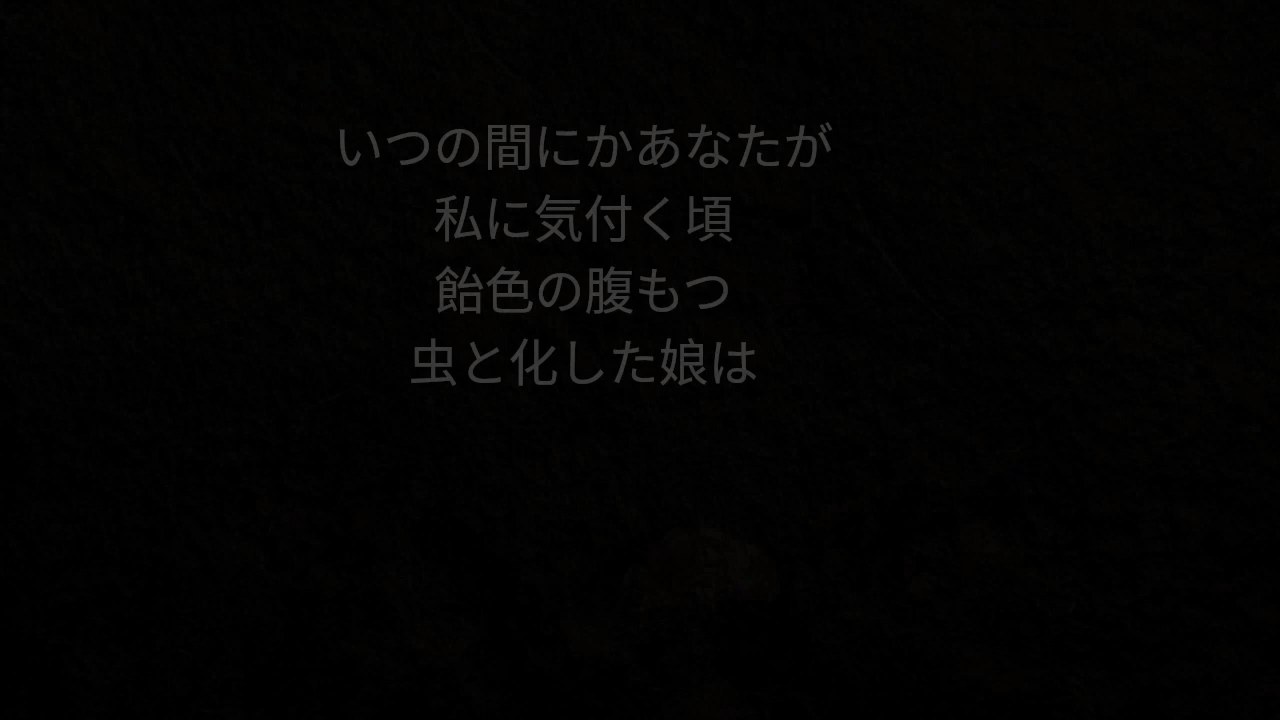 いつの間にかあなたが
私に気付く頃
飴色の腹もつ
虫と化した娘は